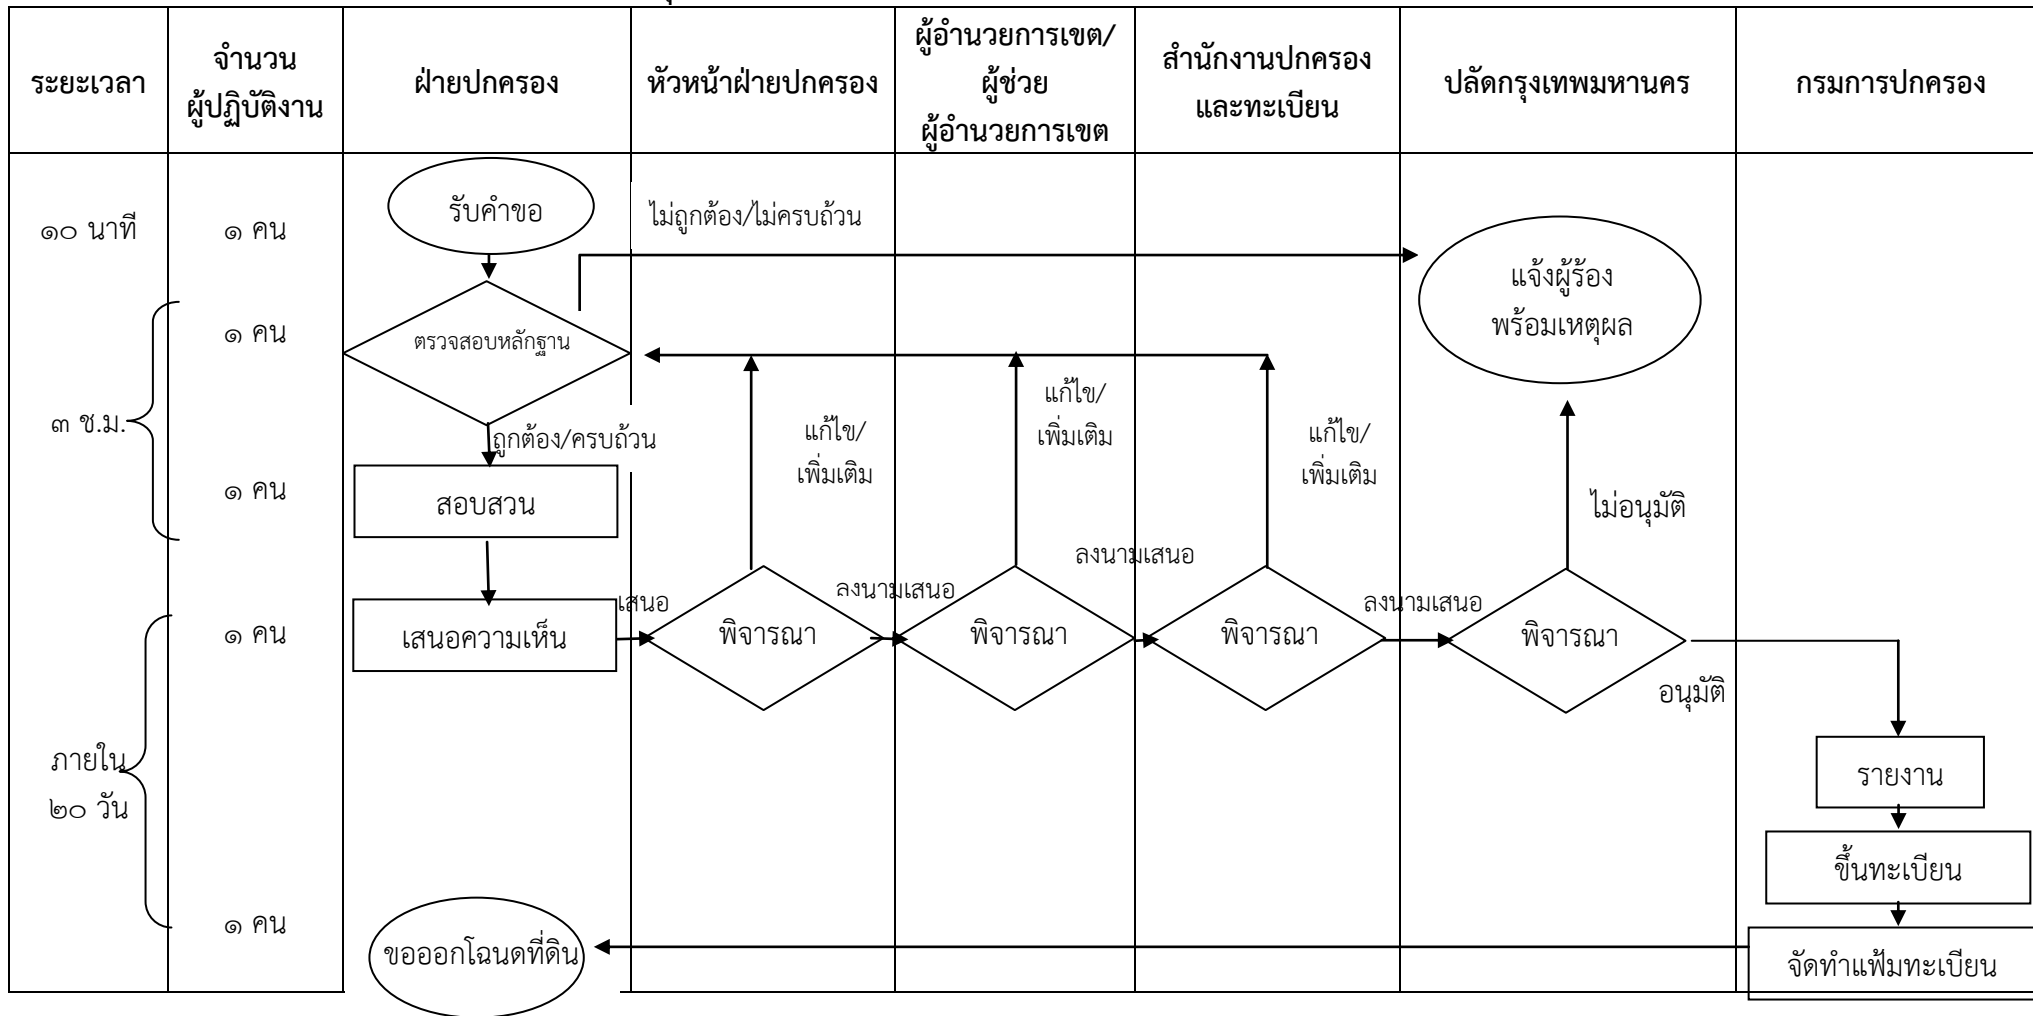 ระยะเวลา
จำนวน
ผู้ปฏิบัติงาน
ฝ่ายปกครอง
หัวหน้าฝ่ายปกครอง
ผู้อำนวยการเขต/
ผู้ช่วย
ผู้อำนวยการเขต
สำนักงานปกครอง
และทะเบียน
ปลัดกรุงเทพมหานคร
กรมการปกครอง
๑๐ นาที
๑ คน
รับคำขอ
ไม่ถูกต้อง/ไม่ครบถ้วน
แจ้งผู้ร้อง
พร้อมเหตุผล
๑ คน
ตรวจสอบหลักฐาน
๓ ช.ม.
ถูกต้อง/ครบถ้วน
แก้ไข/
เพิ่มเติม
แก้ไข/
เพิ่มเติม
แก้ไข/
เพิ่มเติม
๑ คน
สอบสวน
ไม่อนุมัติ
๑ คน
เสนอความเห็น
เสนอ
พิจารณา
ลงนามเสนอ
พิจารณา
ลงนามเสนอ
พิจารณา
ลงนามเสนอ
พิจารณา
อนุมัติ
ภายใน
๒๐ วัน
รายงาน
ขึ้นทะเบียน
๑ คน
ขอออกโฉนดที่ดิน
จัดทำแฟ้มทะเบียน